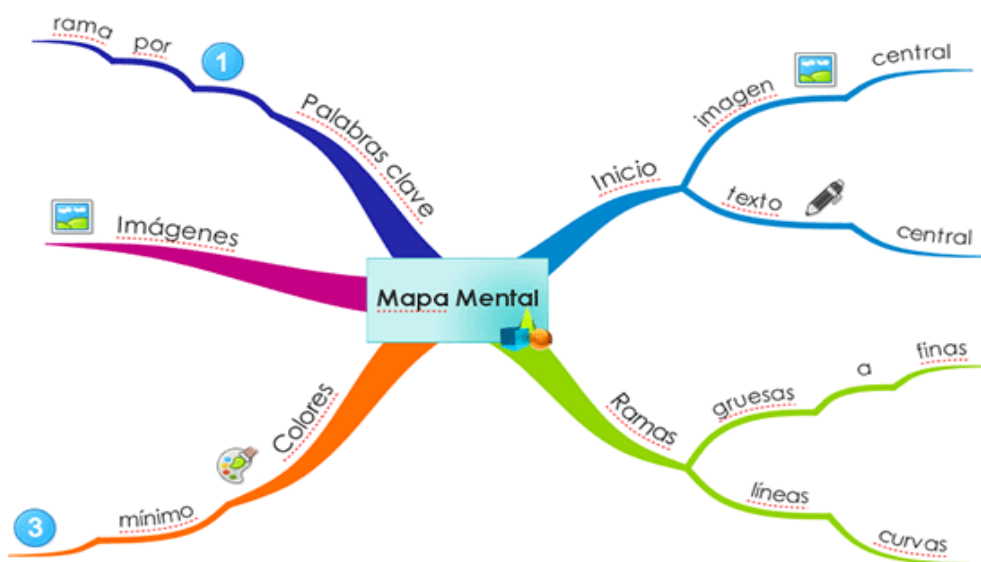 Mapa Mental
Inicio
imagen
central
texto
central
Ramas
gruesas
a
finas
líneas
curvas
Colores
mínimo
3
Imágenes
Palabras clave
1
por
rama